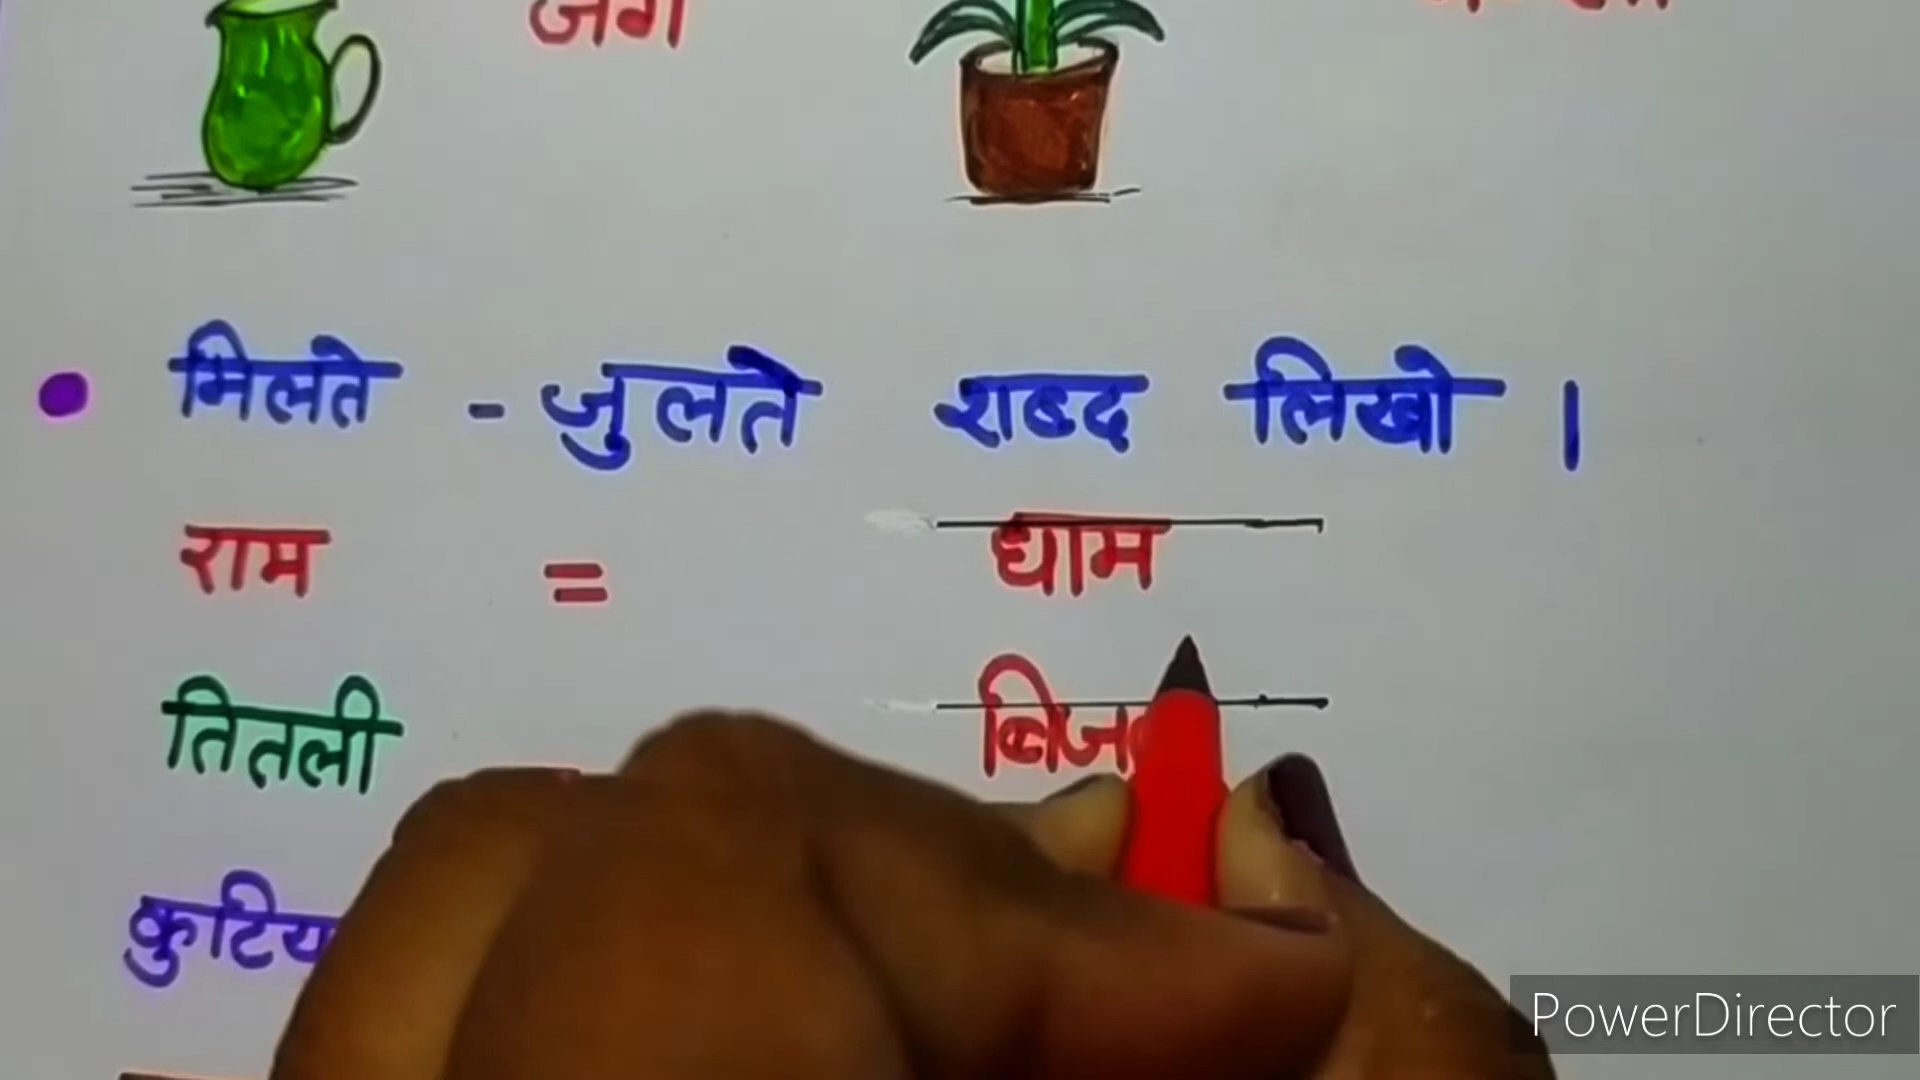 जग
मिलते - जुलते शब्द लिखो ।
राम = धाम
तितली
PowerDirector